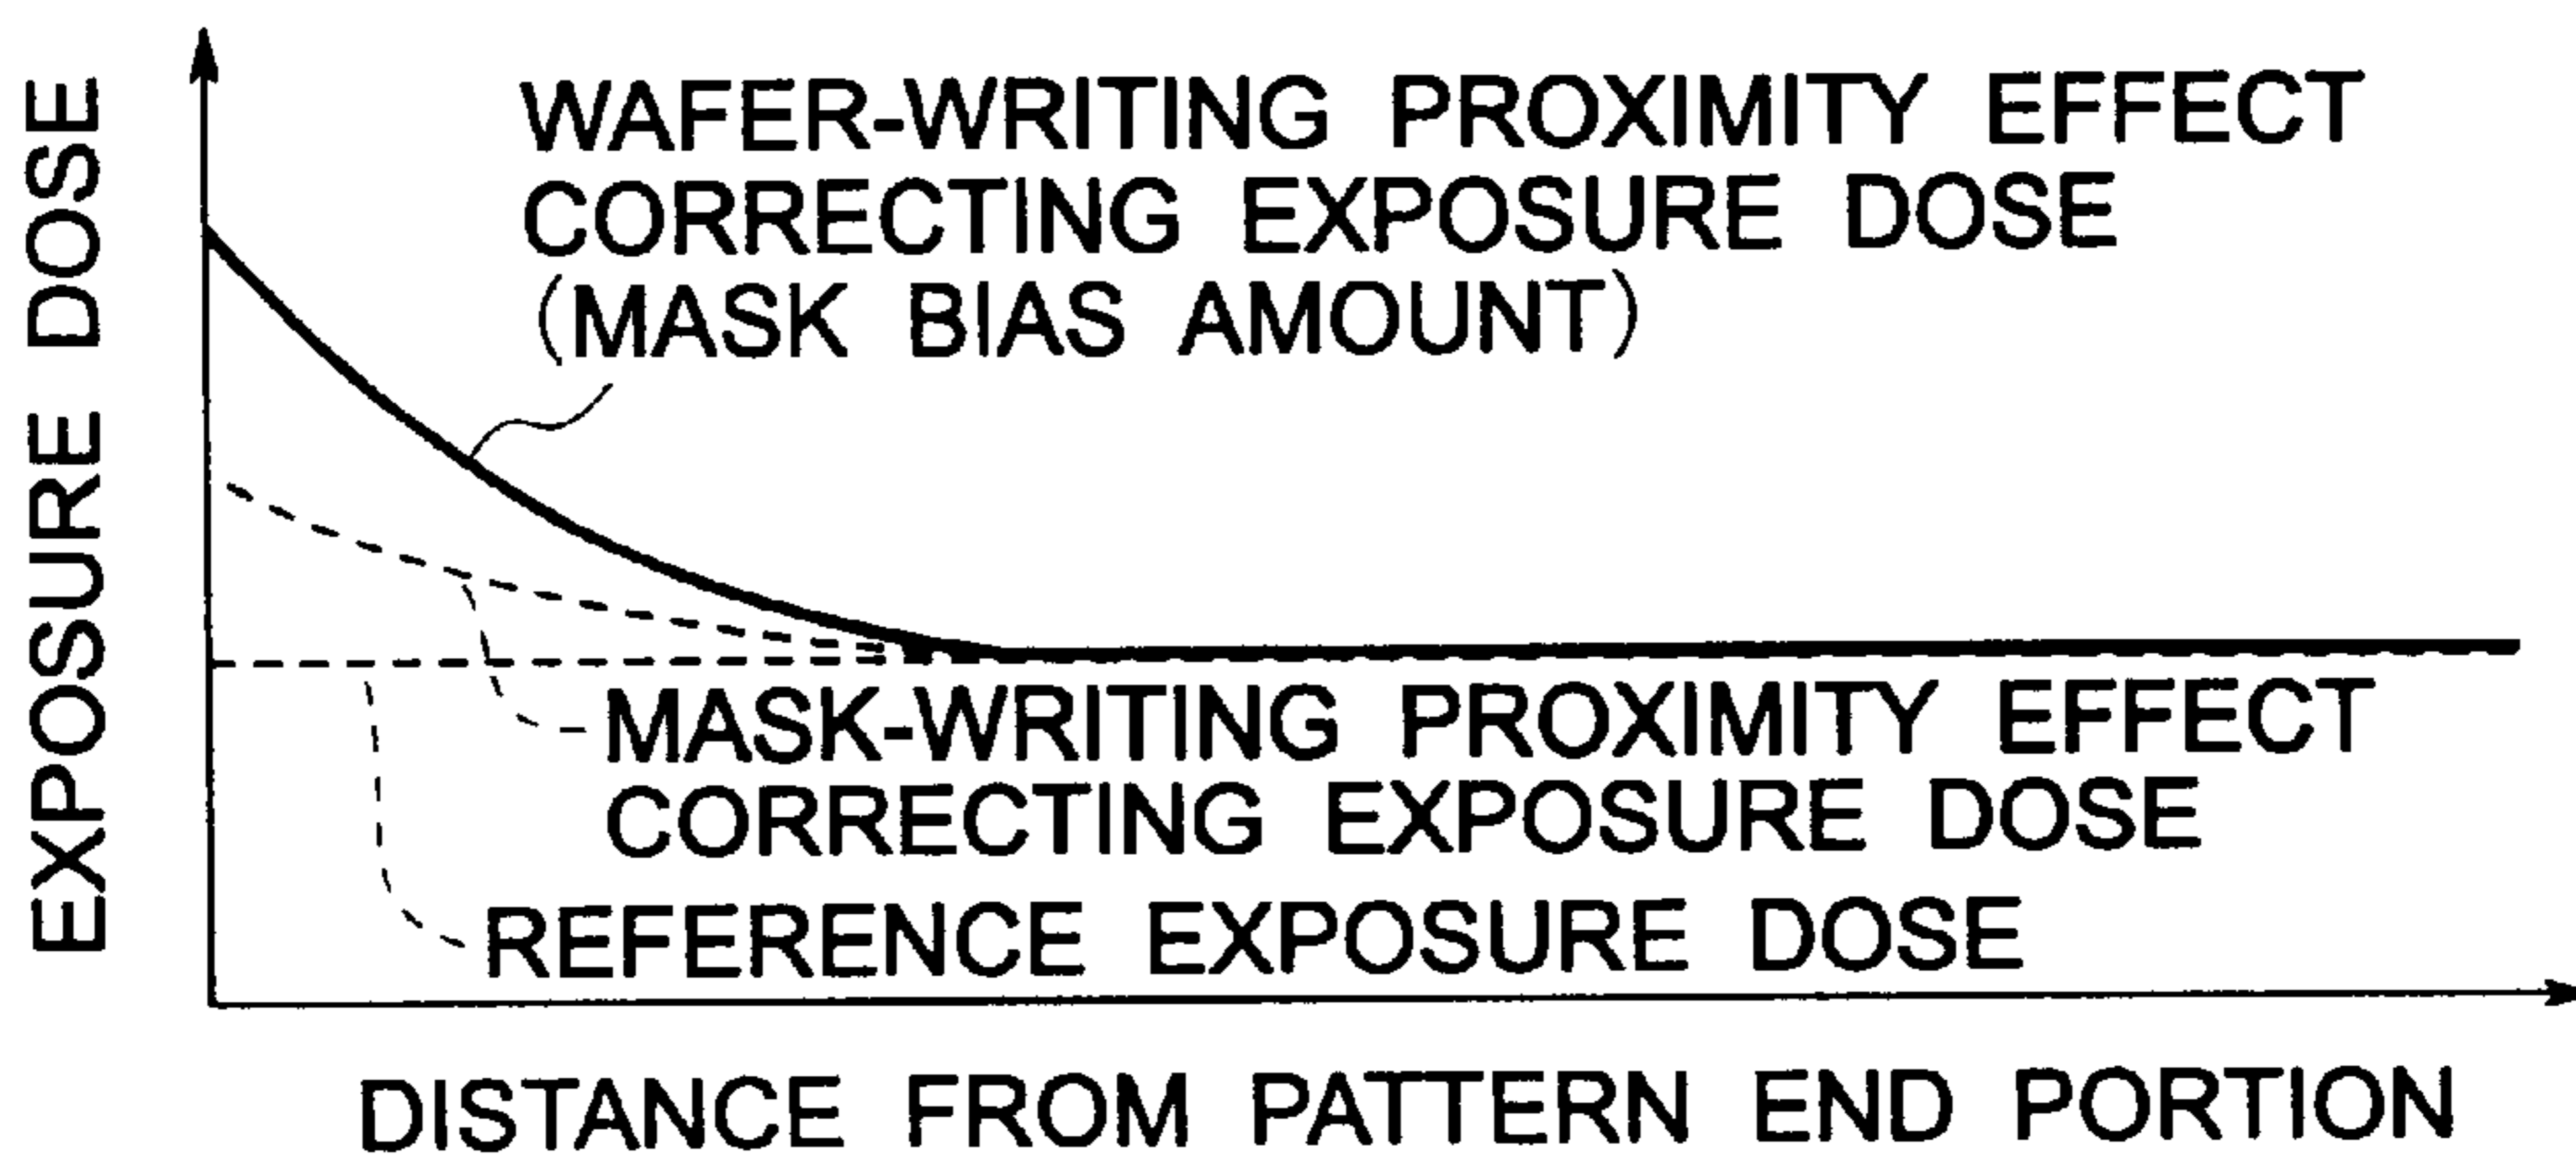 EXPOSURE DOSE
WAFER-WRITING PROXIMITY EFFECT
CORRECTING EXPOSURE DOSE
(MASK BIAS AMOUNT)
MASK-WRITING PROXIMITY EFFECT
CORRECTING EXPOSURE DOSE
REFERENCE EXPOSURE DOSE
DISTANCE FROM PATTERN END PORTION